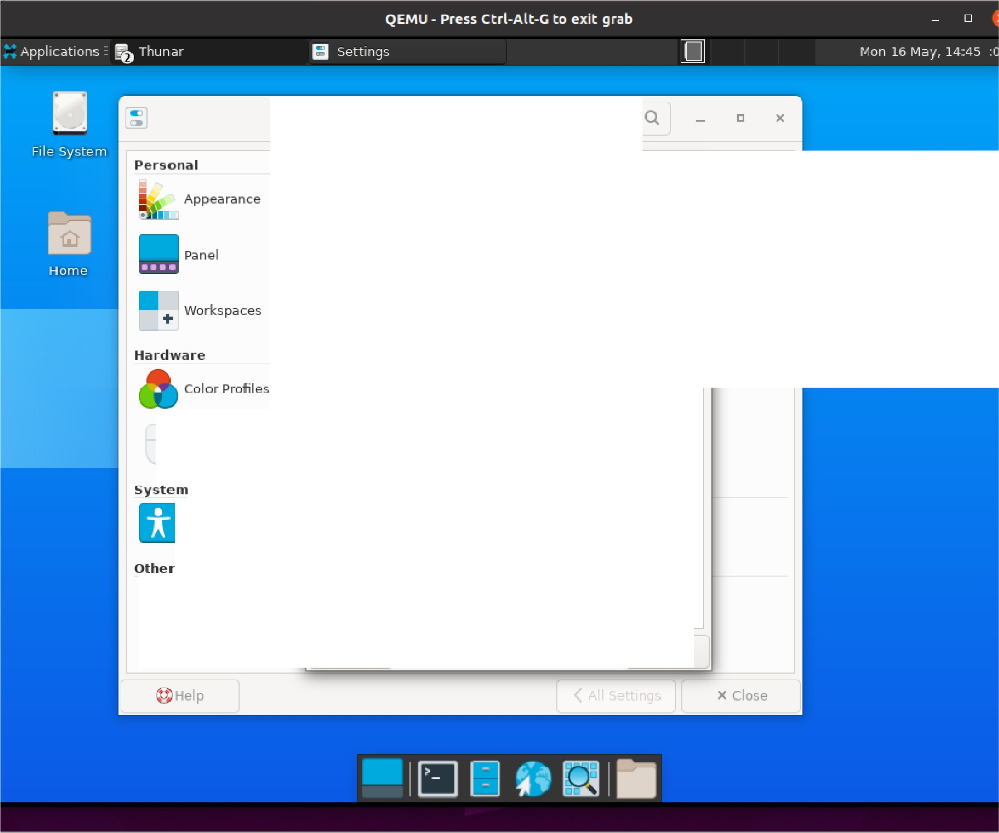 QEMU - Press Ctrl-Alt-G to exit grab
Applications
2 Thunar
Settings
Mon 16 May, 14:45
File System
Home
Personal
Appearance
Panel
Workspaces
Hardware
Color Profiles
System
Other
Help
All Settings
Close